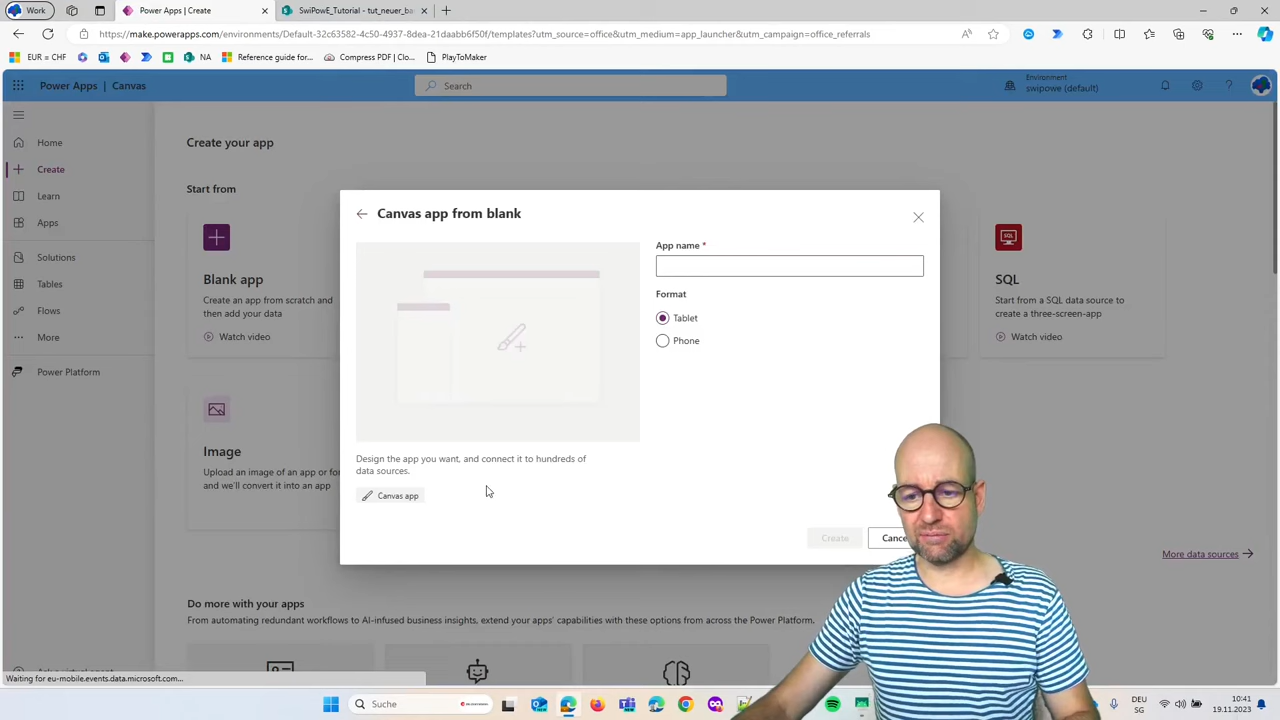 Work
Power Apps | Create
SwiPowE_Tutorial - tut_neuer_ba
https://make.powerapps.com/environments/Default-32c63582-4c50-4937-8dea-21daabb6f50f/templates?utm_source=office&utm_medium=app_launcher&utm_campaign=office_referrals
EUR = CHF
NA
Reference guide for...
Compress PDF | Clo...
PlayToMaker
Power Apps | Canvas
Search
Environment
swipowe (default)
Home
Create
Learn
Apps
Solutions
Tables
Flows
More
Power Platform
Create your app
Start from
Blank app
Create an app from scratch and
then add your data
Watch video
Image
Upload an image of an app or for
and we'll convert it into an app
Canvas app from blank
Design the app you want, and connect it to hundreds of
data sources.
Canvas app
App name *
Format
Tablet
Phone
Create
SQL
SQL
Start from a SQL data source to
create a three-screen-app
Watch video
More data sources
Do more with your apps
From automating redundant workflows to AI-infused business insights, extend your apps' capabilities with these options from across the Power Platform.
Waiting for eu-mobile.events.data.microsoft.com...
Suche
DEU
SG
10:41
19.11.2023